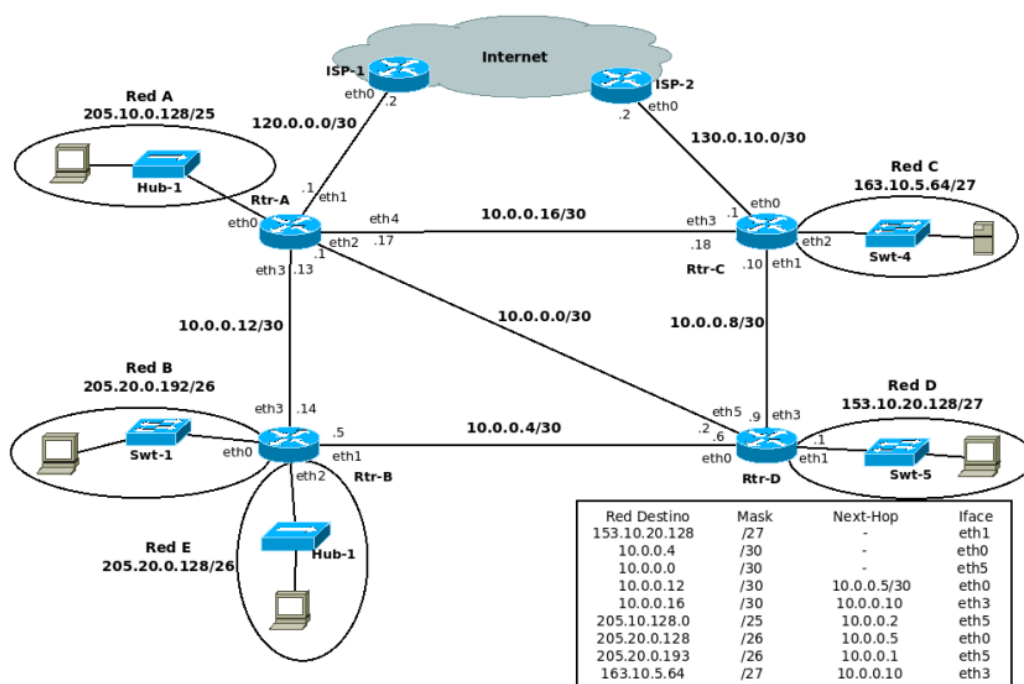 Internet
ISP-1
eth0
.2
ISP-2
eth0
.2
Red A
205.10.0.128/25
120.0.0.0/30
130.0.10.0/30
Hub-1
Rtr-A
.1
eth1
eth0
eth4
.17
eth2
.1
eth3
.13
10.0.0.16/30
eth3
.18
.1
eth0
Rtr-C
.10
eth1
eth2
Red C
163.10.5.64/27
Swt-4
10.0.0.12/30
10.0.0.0/30
10.0.0.8/30
Red B
205.20.0.192/26
Swt-1
eth3
.14
eth0
.5
eth1
eth2
Rtr-B
10.0.0.4/30
eth5
.9
eth3
.2
.6
eth0
.1
eth1
Rtr-D
Red D
153.10.20.128/27
Swt-5
Red E
205.20.0.128/26
Hub-1
Red Destino Mask Next-Hop Iface
153.10.20.128 /27 - eth1
10.0.0.4 /30 - eth0
10.0.0.0 /30 - eth5
10.0.0.12 /30 10.0.0.5/30 eth0
10.0.0.16 /30 10.0.0.10 eth3
205.10.128.0 /25 10.0.0.2 eth5
205.20.0.128 /26 10.0.0.5 eth0
205.20.0.193 /26 10.0.0.1 eth5
163.10.5.64 /27 10.0.0.10 eth3